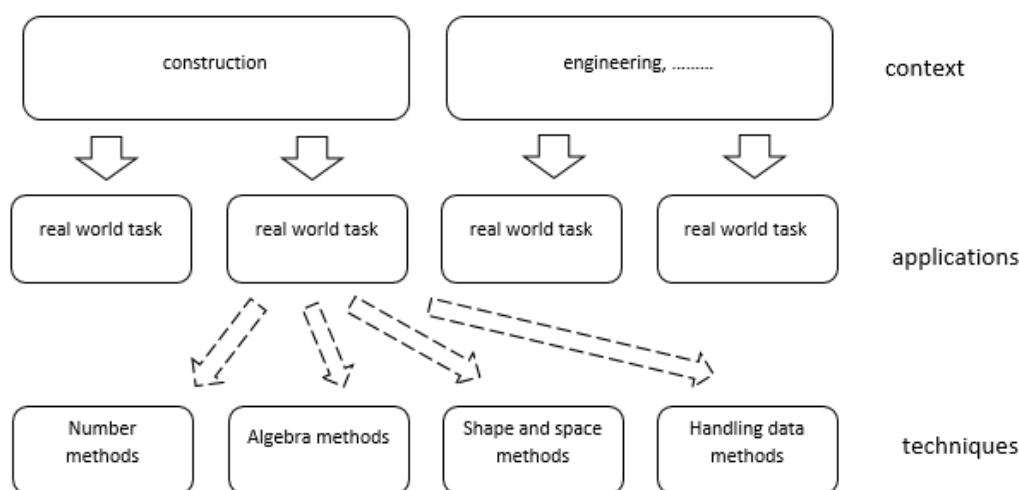 construction
engineering, .........
context
real world task
real world task
real world task
real world task
applications
Number
methods
Algebra methods
Shape and space
methods
Handling data
methods
techniques